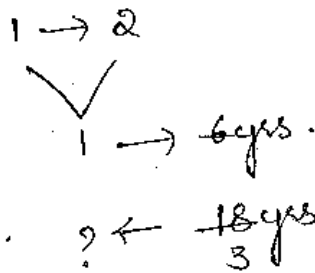 1 → 2
1 → 6yrs.
? ← 18yrs
3